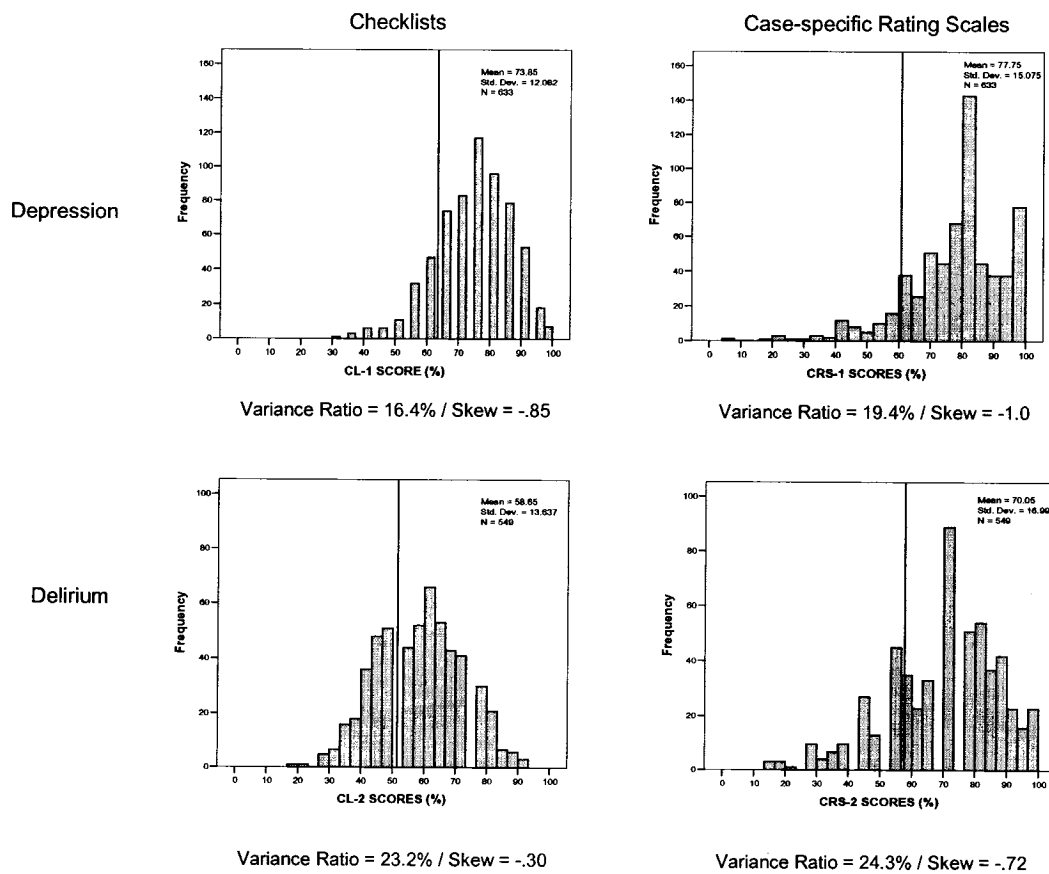 Checklists
Case-specific Rating Scales
Depression
160
140
120
100
80
60
40
20
0
Frequency
Mean = 73.85
Std. Dev. = 12.082
N = 633
0 10 20 30 40 50 60 70 80 90 100
CL-1 SCORE (%)
Variance Ratio = 16.4% / Skew = -.85
160
140
120
100
80
60
40
20
0
Frequency
Mean = 77.75
Std. Dev. = 15.075
N = 633
0 10 20 30 40 50 60 70 80 90 100
CRS-1 SCORES (%)
Variance Ratio = 19.4% / Skew = -1.0
Delirium
100
80
60
40
20
0
Frequency
Mean = 58.65
Std. Dev. = 13.637
N = 549
0 10 20 30 40 50 60 70 80 90 100
CL-2 SCORES (%)
Variance Ratio = 23.2% / Skew = -.30
100
80
60
40
20
0
Frequency
Mean = 70.05
Std. Dev. = 16.99
N = 549
0 10 20 30 40 50 60 70 80 90 100
CRS-2 SCORES (%)
Variance Ratio = 24.3% / Skew = -.72